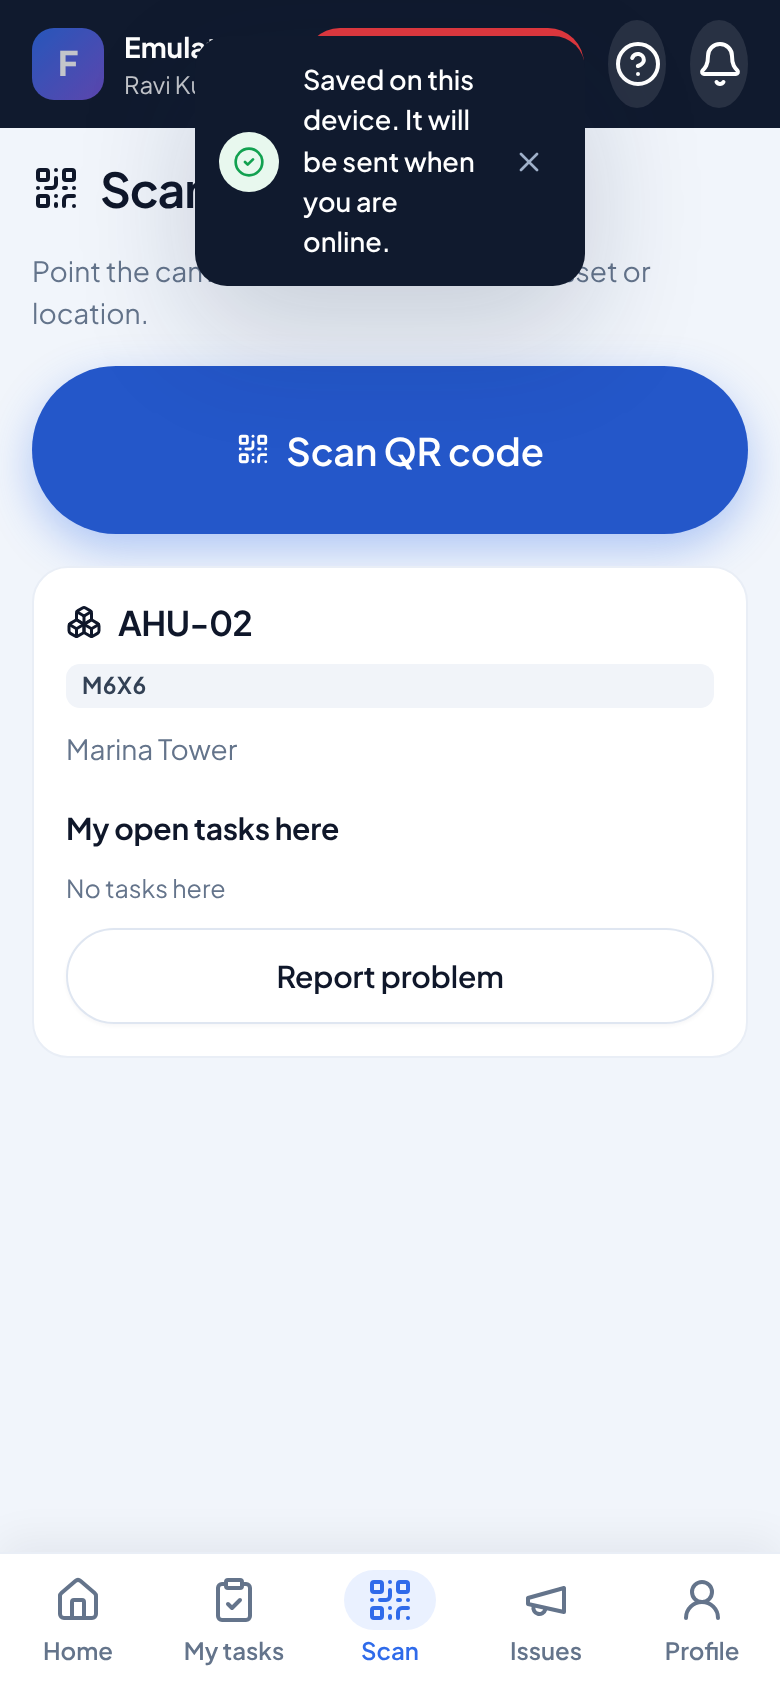 F
Saved on this
device. It will
be sent when
you are
online.
Point the
set or
location.
Scan QR code
AHU-02
M6X6
Marina Tower
My open tasks here
No tasks here
Report problem
Home
My tasks
Scan
Issues
Profile